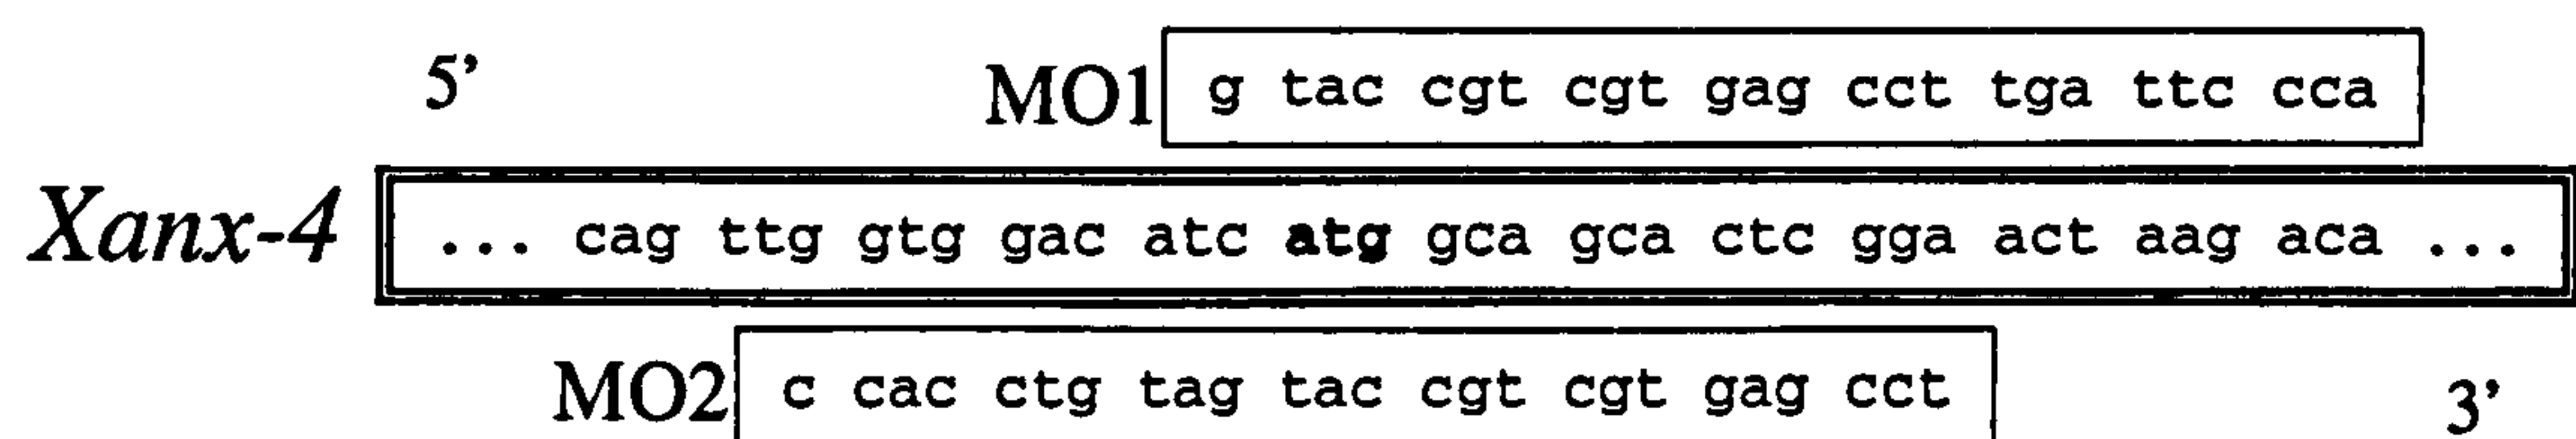 5’ MO1 g tac cgt cgt gag cct tga ttc cca
Xanx-4 ... cag ttg gtg gac atc atg gca gca ctc gga act aag aca ...
MO2 c cac ctg tag tac cgt cgt gag cct 3’